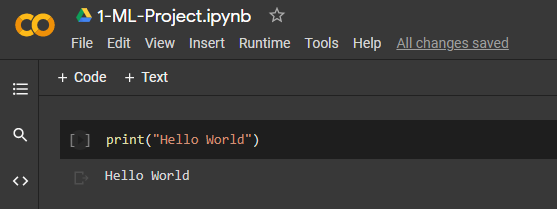 1-ML-Project.ipynb
File Edit View Insert Runtime Tools Help All changes saved
+ Code + Text
[ ] print("Hello World")
Hello World